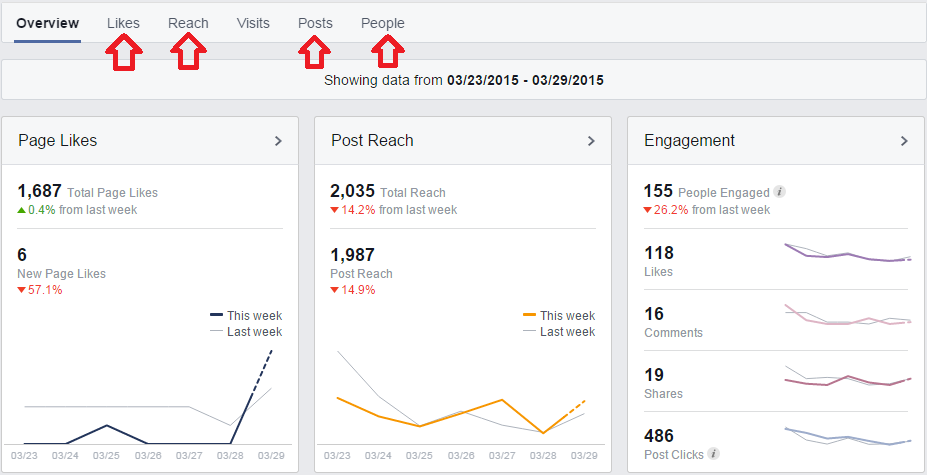 Overview Likes Reach Visits Posts People
Showing data from 03/23/2015 - 03/29/2015
Page Likes
1,687 Total Page Likes
0.4% from last week
6
New Page Likes
57.1%
This week
Last week
03/23 03/24 03/25 03/26 03/27 03/28 03/29
Post Reach
2,035 Total Reach
14.2% from last week
1,987
Post Reach
14.9%
This week
Last week
03/23 03/24 03/25 03/26 03/27 03/28 03/29
Engagement
155 People Engaged i
26.2% from last week
118
Likes
16
Comments
19
Shares
486
Post Clicks i